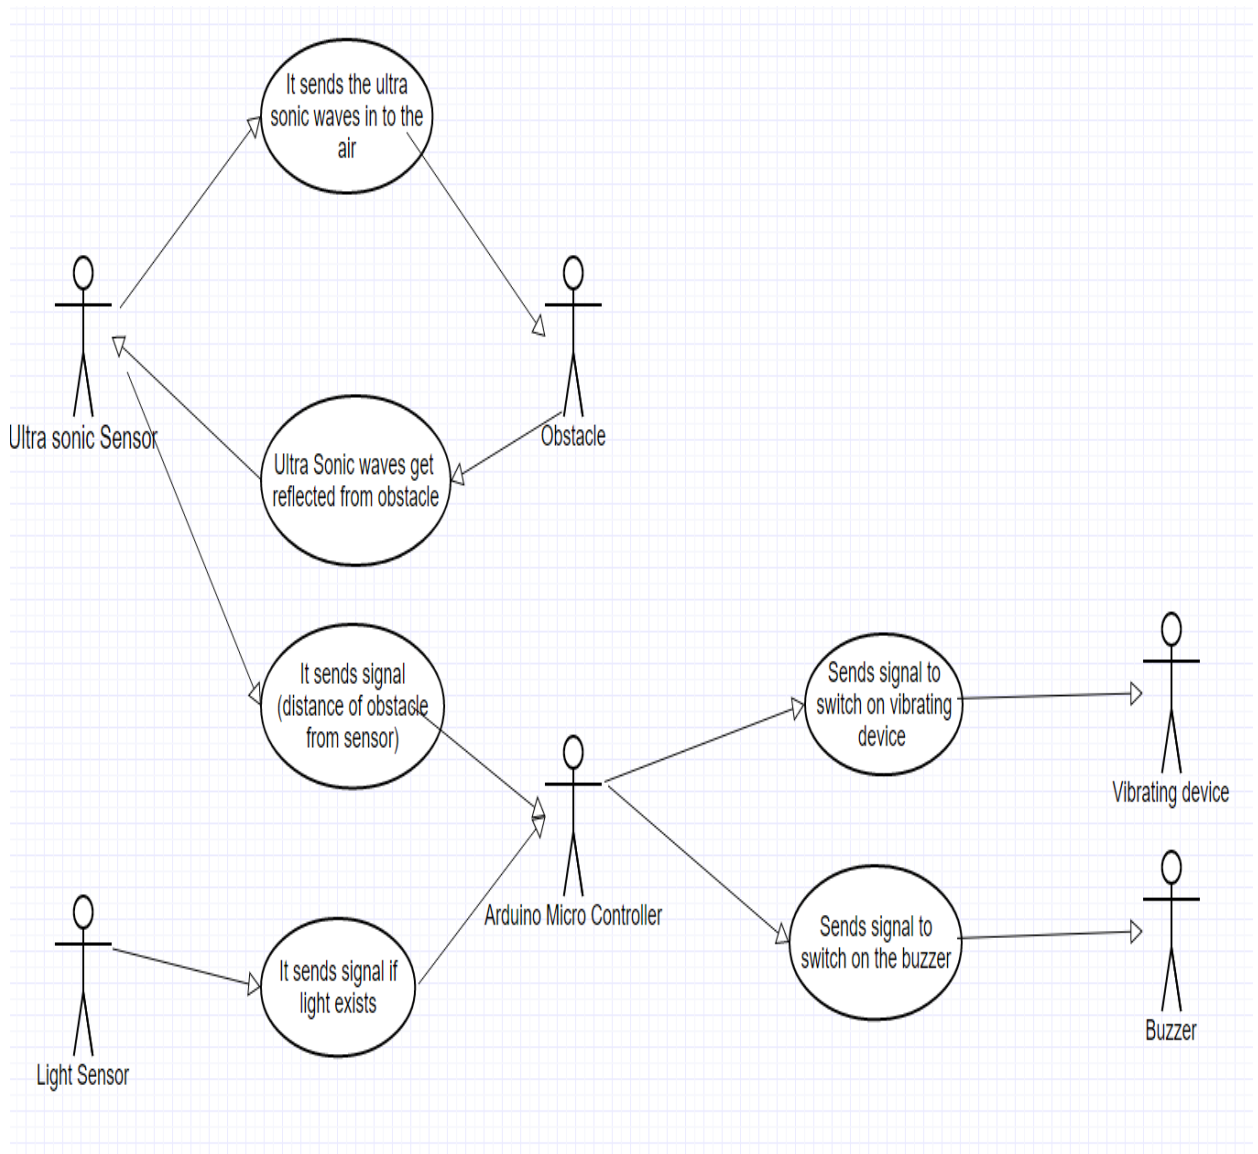 It sends the ultra
sonic waves in to the
air
Ultra sonic Sensor
Obstacle
Ultra Sonic waves get
reflected from obstacle
It sends signal
(distance of obstacle
from sensor)
Sends signal to
switch on vibrating
device
Vibrating device
Arduino Micro Controller
Sends signal to
switch on the buzzer
It sends signal if
light exists
Buzzer
Light Sensor